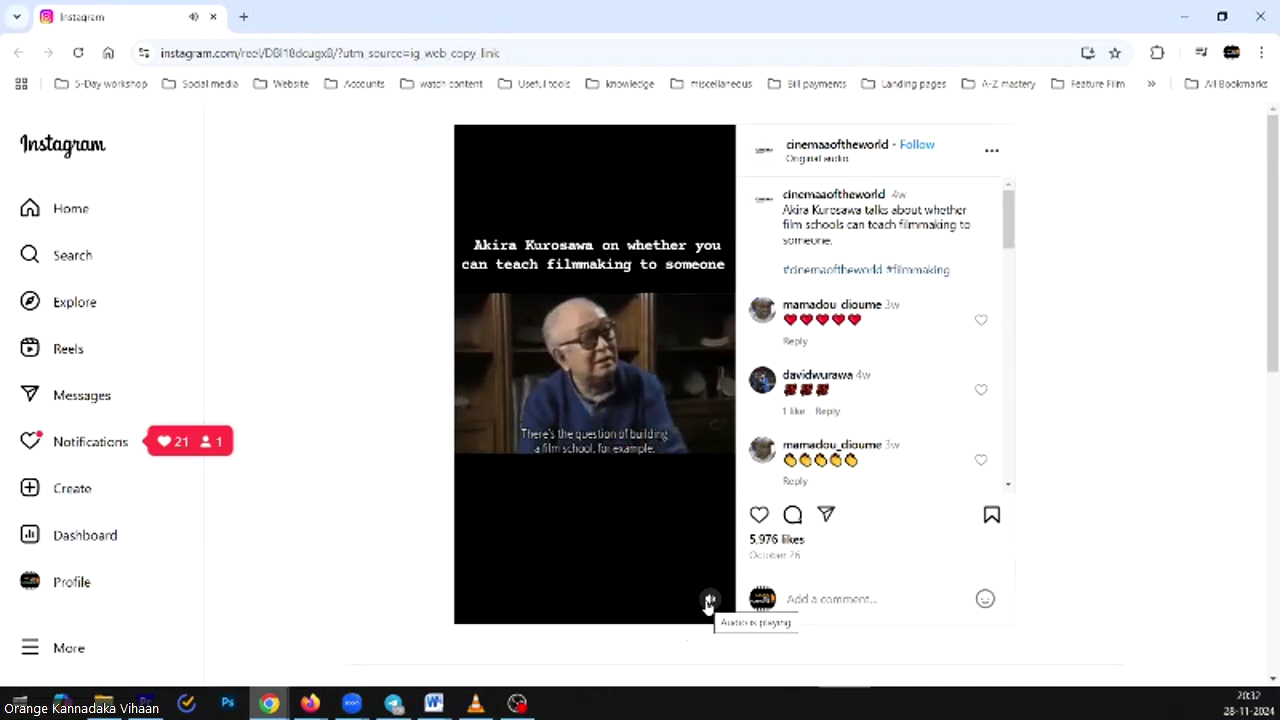 Instagram
instagram.com/reel/DBl18dcugx8/?utm_source=ig_web_copy_link
5-Day workshop
Social media
Website
Accounts
watch content
Useful tools
knowledge
miscellaneous
Bill payments
Landing pages
A-Z mastery
Feature Film
All Bookmarks
Instagram
Home
Search
Explore
Reels
Messages
Notifications
21 1
Create
Dashboard
Profile
More
Akira Kurosawa on whether you
can teach filmmaking to someone
There's the question of building
a film school, for example.
Audio is playing
cinemaaoftheworld • Follow
Original audio
cinemaaoftheworld 4w
Akira Kurosawa talks about whether
film schools can teach filmmaking to
someone.
#cinemaoftheworld #filmmaking
mamadou_dioume 3w
Reply
davidwurawa 4w
1 like Reply
mamadou_dioume 3w
Reply
5,976 likes
October 26
Add a comment...
Orange Kannadaka Vihaan
20:32
28-11-2024